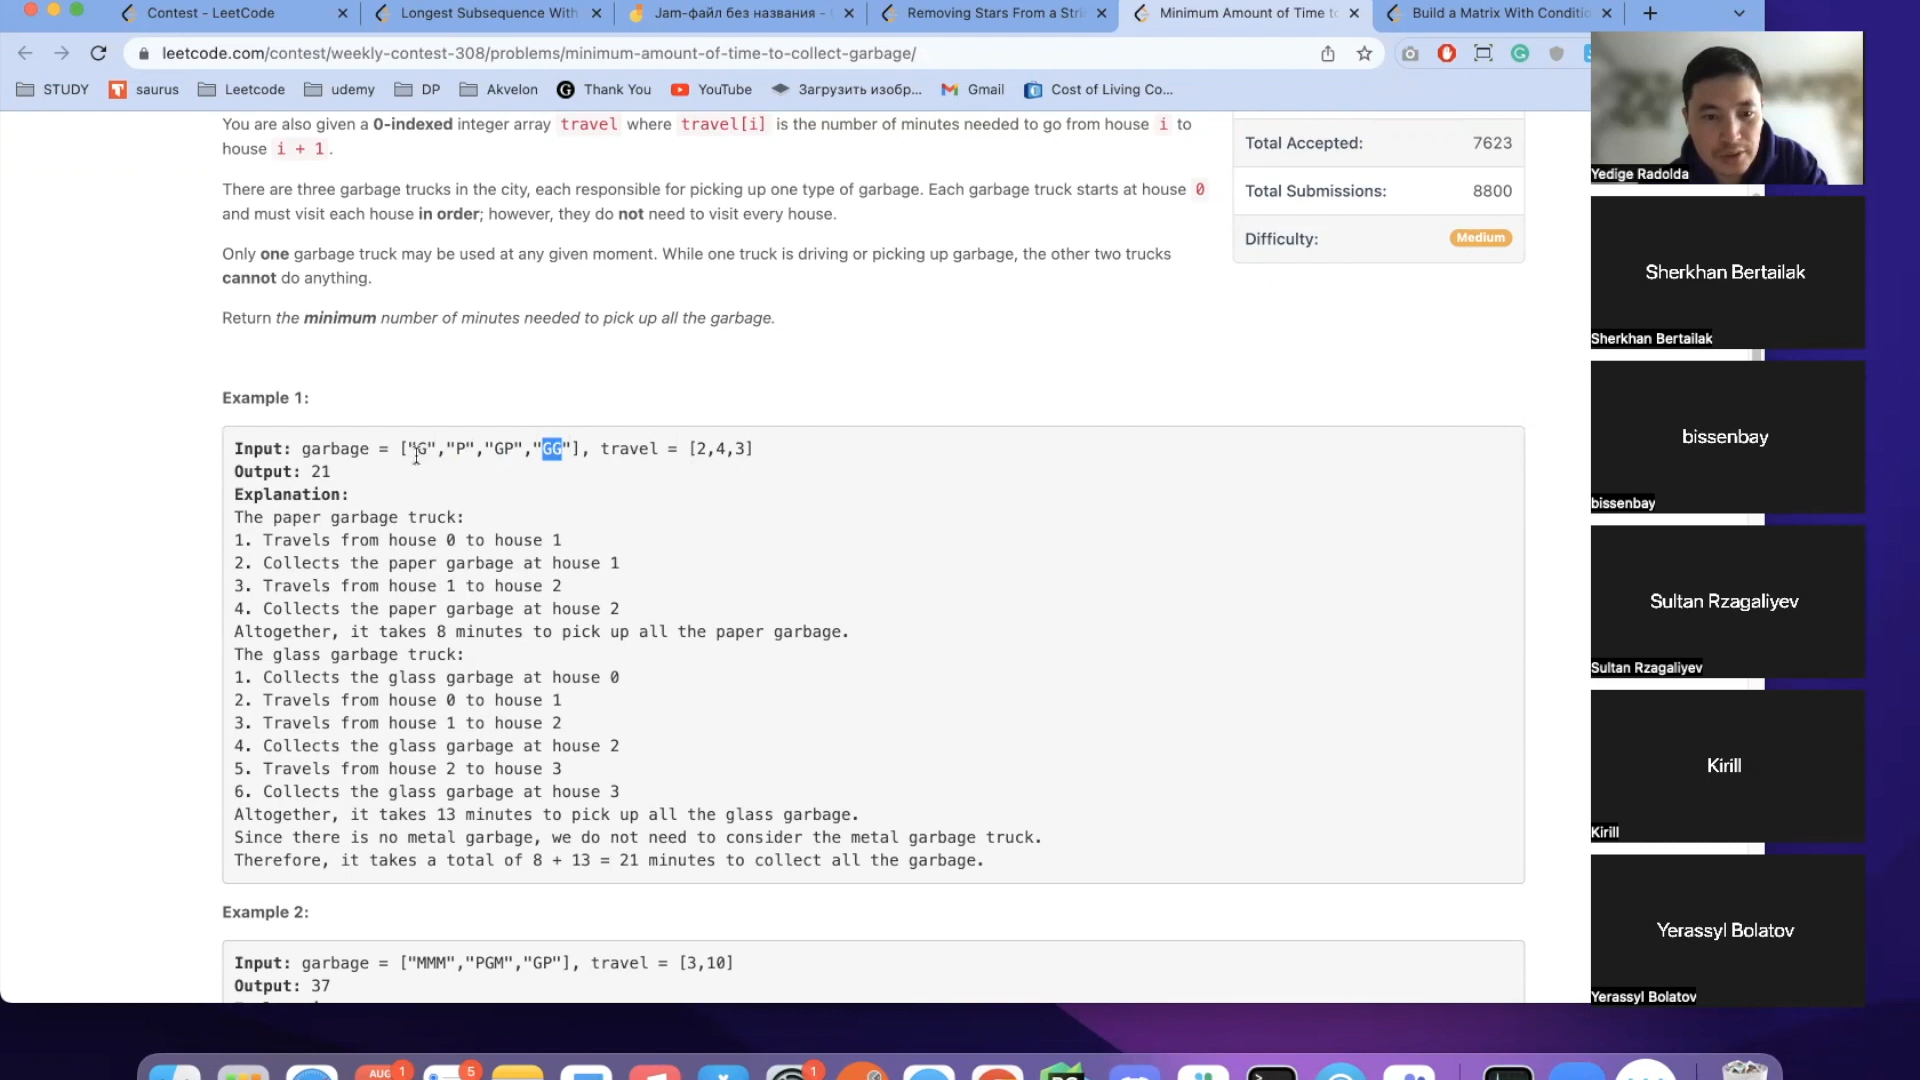 Contest - LeetCode
Longest Subsequence With
Jam-файл без названия -
Removing Stars From a Stri
Minimum Amount of Time to
Build a Matrix With Conditio
leetcode.com/contest/weekly-contest-308/problems/minimum-amount-of-time-to-collect-garbage/
STUDY
saurus
Leetcode
udemy
DP
Akvelon
Thank You
YouTube
Загрузить изобр...
Gmail
Cost of Living Co...
You are also given a 0-indexed integer array travel where travel[i] is the number of minutes needed to go from house i to
house i + 1.
There are three garbage trucks in the city, each responsible for picking up one type of garbage. Each garbage truck starts at house 0
and must visit each house in order; however, they do not need to visit every house.
Only one garbage truck may be used at any given moment. While one truck is driving or picking up garbage, the other two trucks
cannot do anything.
Return the minimum number of minutes needed to pick up all the garbage.
Total Accepted: 7623
Total Submissions: 8800
Difficulty: Medium
Example 1:
Input: garbage = ["G","P","GP","GG"], travel = [2,4,3]
Output: 21
Explanation:
The paper garbage truck:
1. Travels from house 0 to house 1
2. Collects the paper garbage at house 1
3. Travels from house 1 to house 2
4. Collects the paper garbage at house 2
Altogether, it takes 8 minutes to pick up all the paper garbage.
The glass garbage truck:
1. Collects the glass garbage at house 0
2. Travels from house 0 to house 1
3. Travels from house 1 to house 2
4. Collects the glass garbage at house 2
5. Travels from house 2 to house 3
6. Collects the glass garbage at house 3
Altogether, it takes 13 minutes to pick up all the glass garbage.
Since there is no metal garbage, we do not need to consider the metal garbage truck.
Therefore, it takes a total of 8 + 13 = 21 minutes to collect all the garbage.
Example 2:
Input: garbage = ["MMM","PGM","GP"], travel = [3,10]
Output: 37
Yedige Radolda
Sherkhan Bertailak
Sherkhan Bertailak
bissenbay
bissenbay
Sultan Rzagaliyev
Sultan Rzagaliyev
Kirill
Kirill
Yerassyl Bolatov
Yerassyl Bolatov
AUG
1
5
1